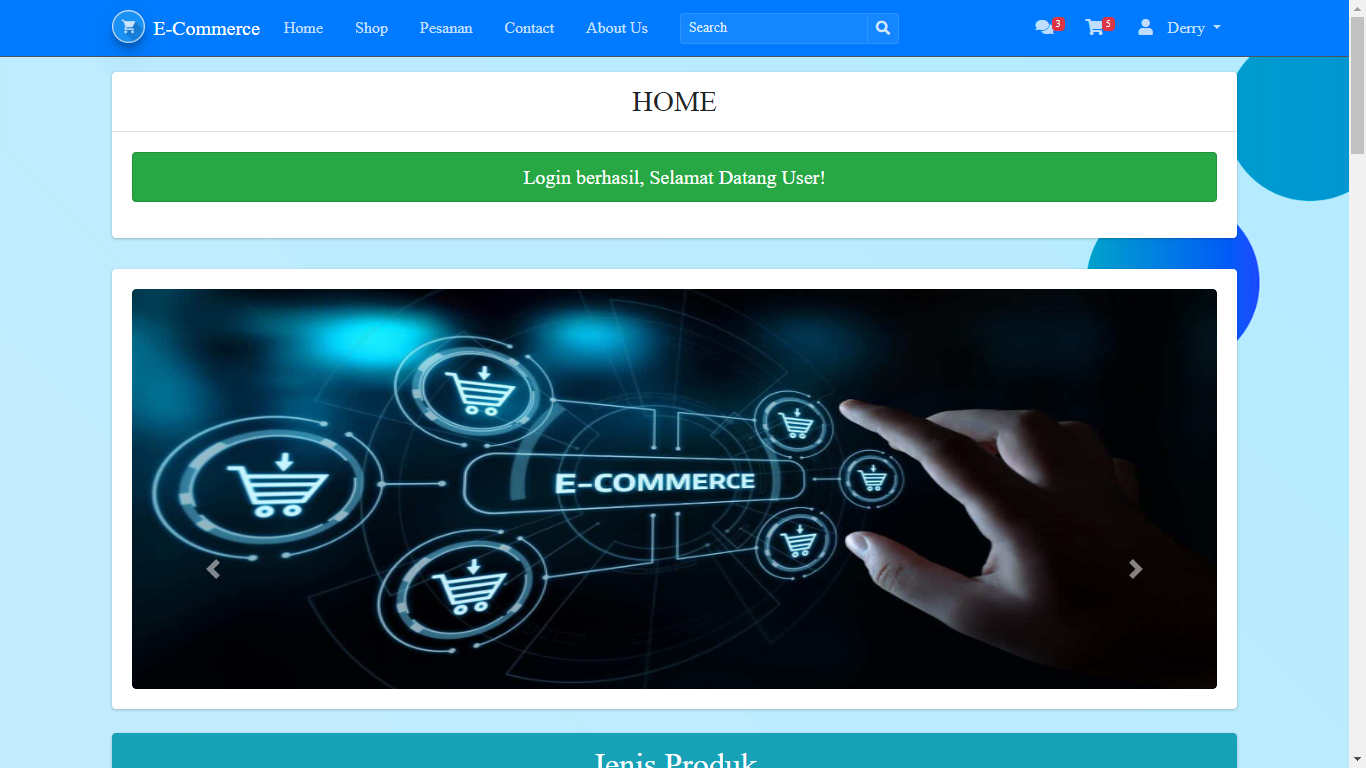 E-Commerce Home Shop Pesanan Contact About Us Search 3 5 Derry
HOME
Login berhasil, Selamat Datang User!
E-COMMERCE
Jenis Produk